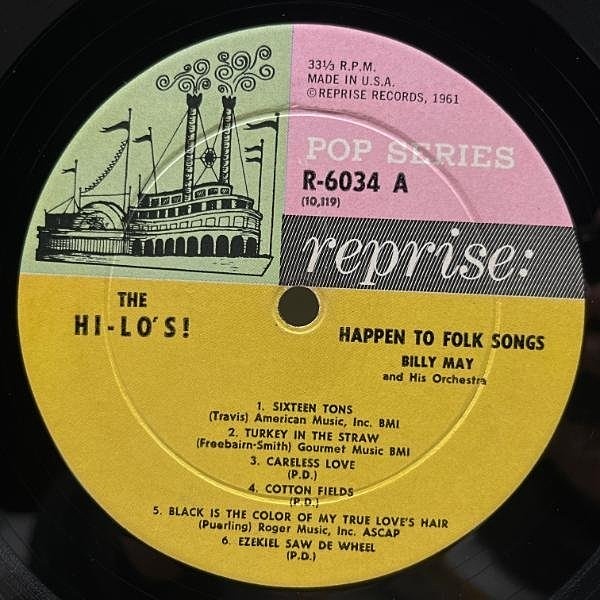 33⅓ R.P.M.
MADE IN U.S.A.
©REPRISE RECORDS, 1961
POP SERIES
R-6034 A
(10,119)
reprise:
THE
HI-LO'S!
HAPPEN TO FOLK SONGS
BILLY MAY
and His Orchestra
1. SIXTEEN TONS
(Travis) American Music, Inc. BMI
2. TURKEY IN THE STRAW
(Freebairn-Smith) Gourmet Music BMI
3. CARELESS LOVE
(P.D.)
4. COTTON FIELDS
(P.D.)
5. BLACK IS THE COLOR OF MY TRUE LOVE'S HAIR
(Puerling) Roger Music, Inc. ASCAP
6. EZEKIEL SAW DE WHEEL
(P.D.)